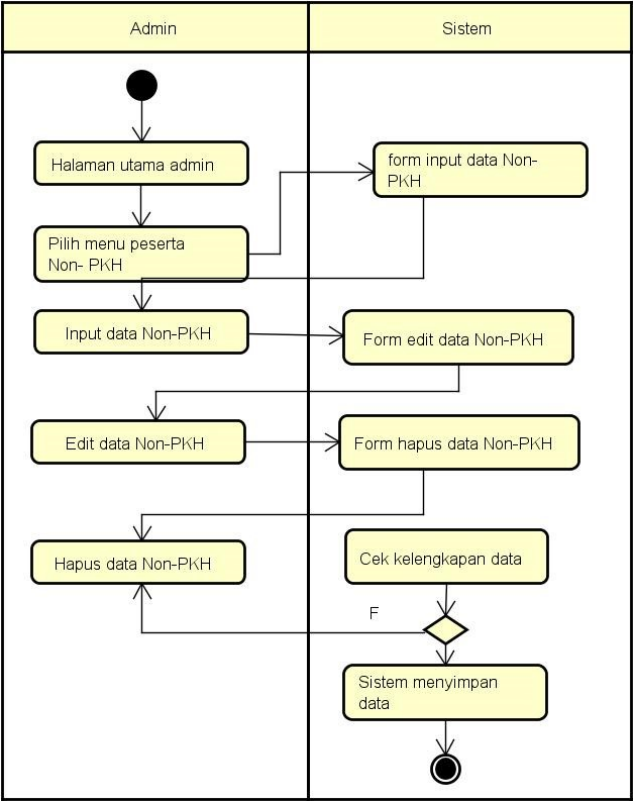 Admin
Sistem
Halaman utama admin
form input data Non-
PKH
Pilih menu peserta
Non- PKH
Input data Non-PKH
Form edit data Non-PKH
Edit data Non-PKH
Form hapus data Non-PKH
Hapus data Non-PKH
Cek kelengkapan data
F
Sistem menyimpan
data